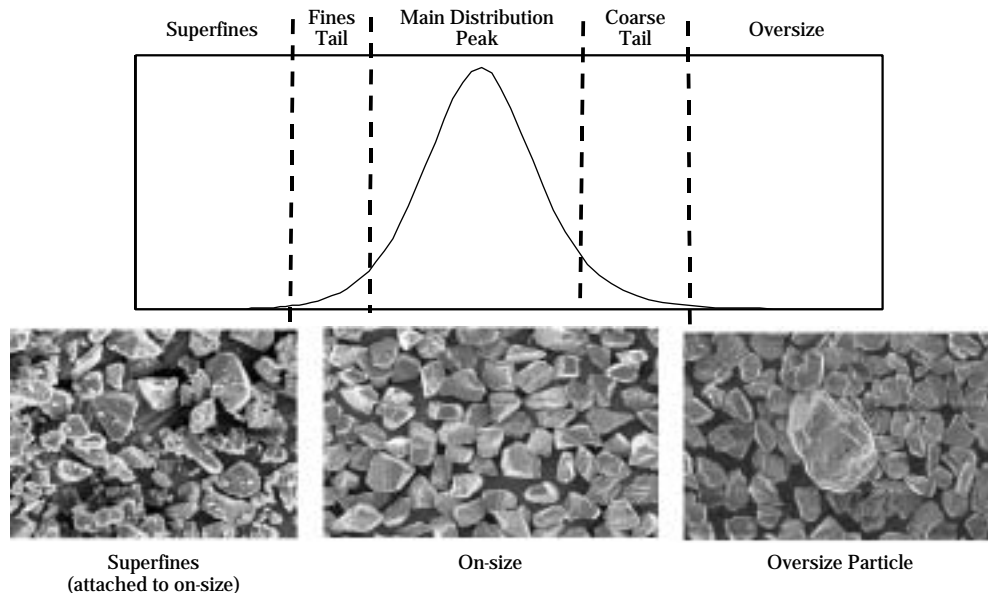 Superfines
Fines
Tail
Main Distribution
Peak
Coarse
Tail
Oversize
Superfines
(attached to on-size)
On-size
Oversize Particle